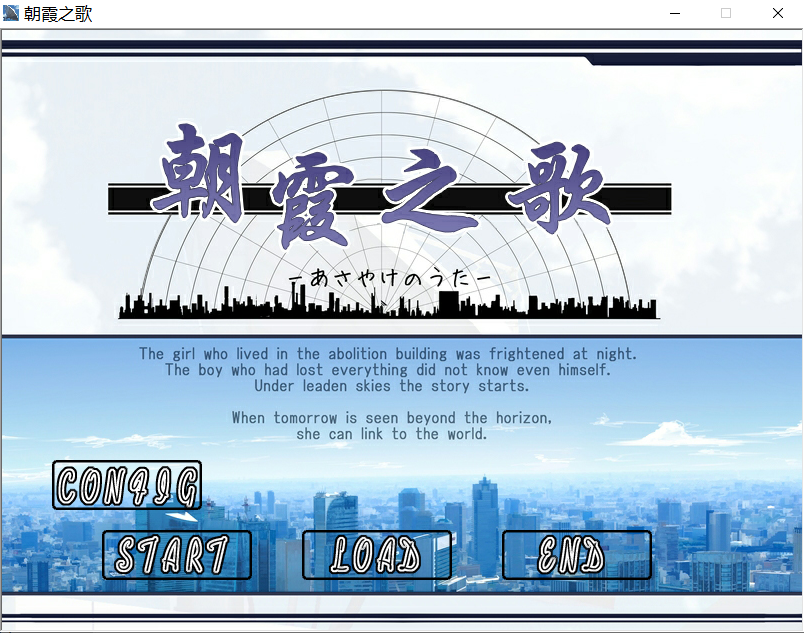 朝霞之歌
朝霞之歌
－あさやけのうた－
The girl who lived in the abolition building was frightened at night.
The boy who had lost everything did not know even himself.
Under leaden skies the story starts.
When tomorrow is seen beyond the horizon,
she can link to the world.
CONFIG
START
LOAD
END